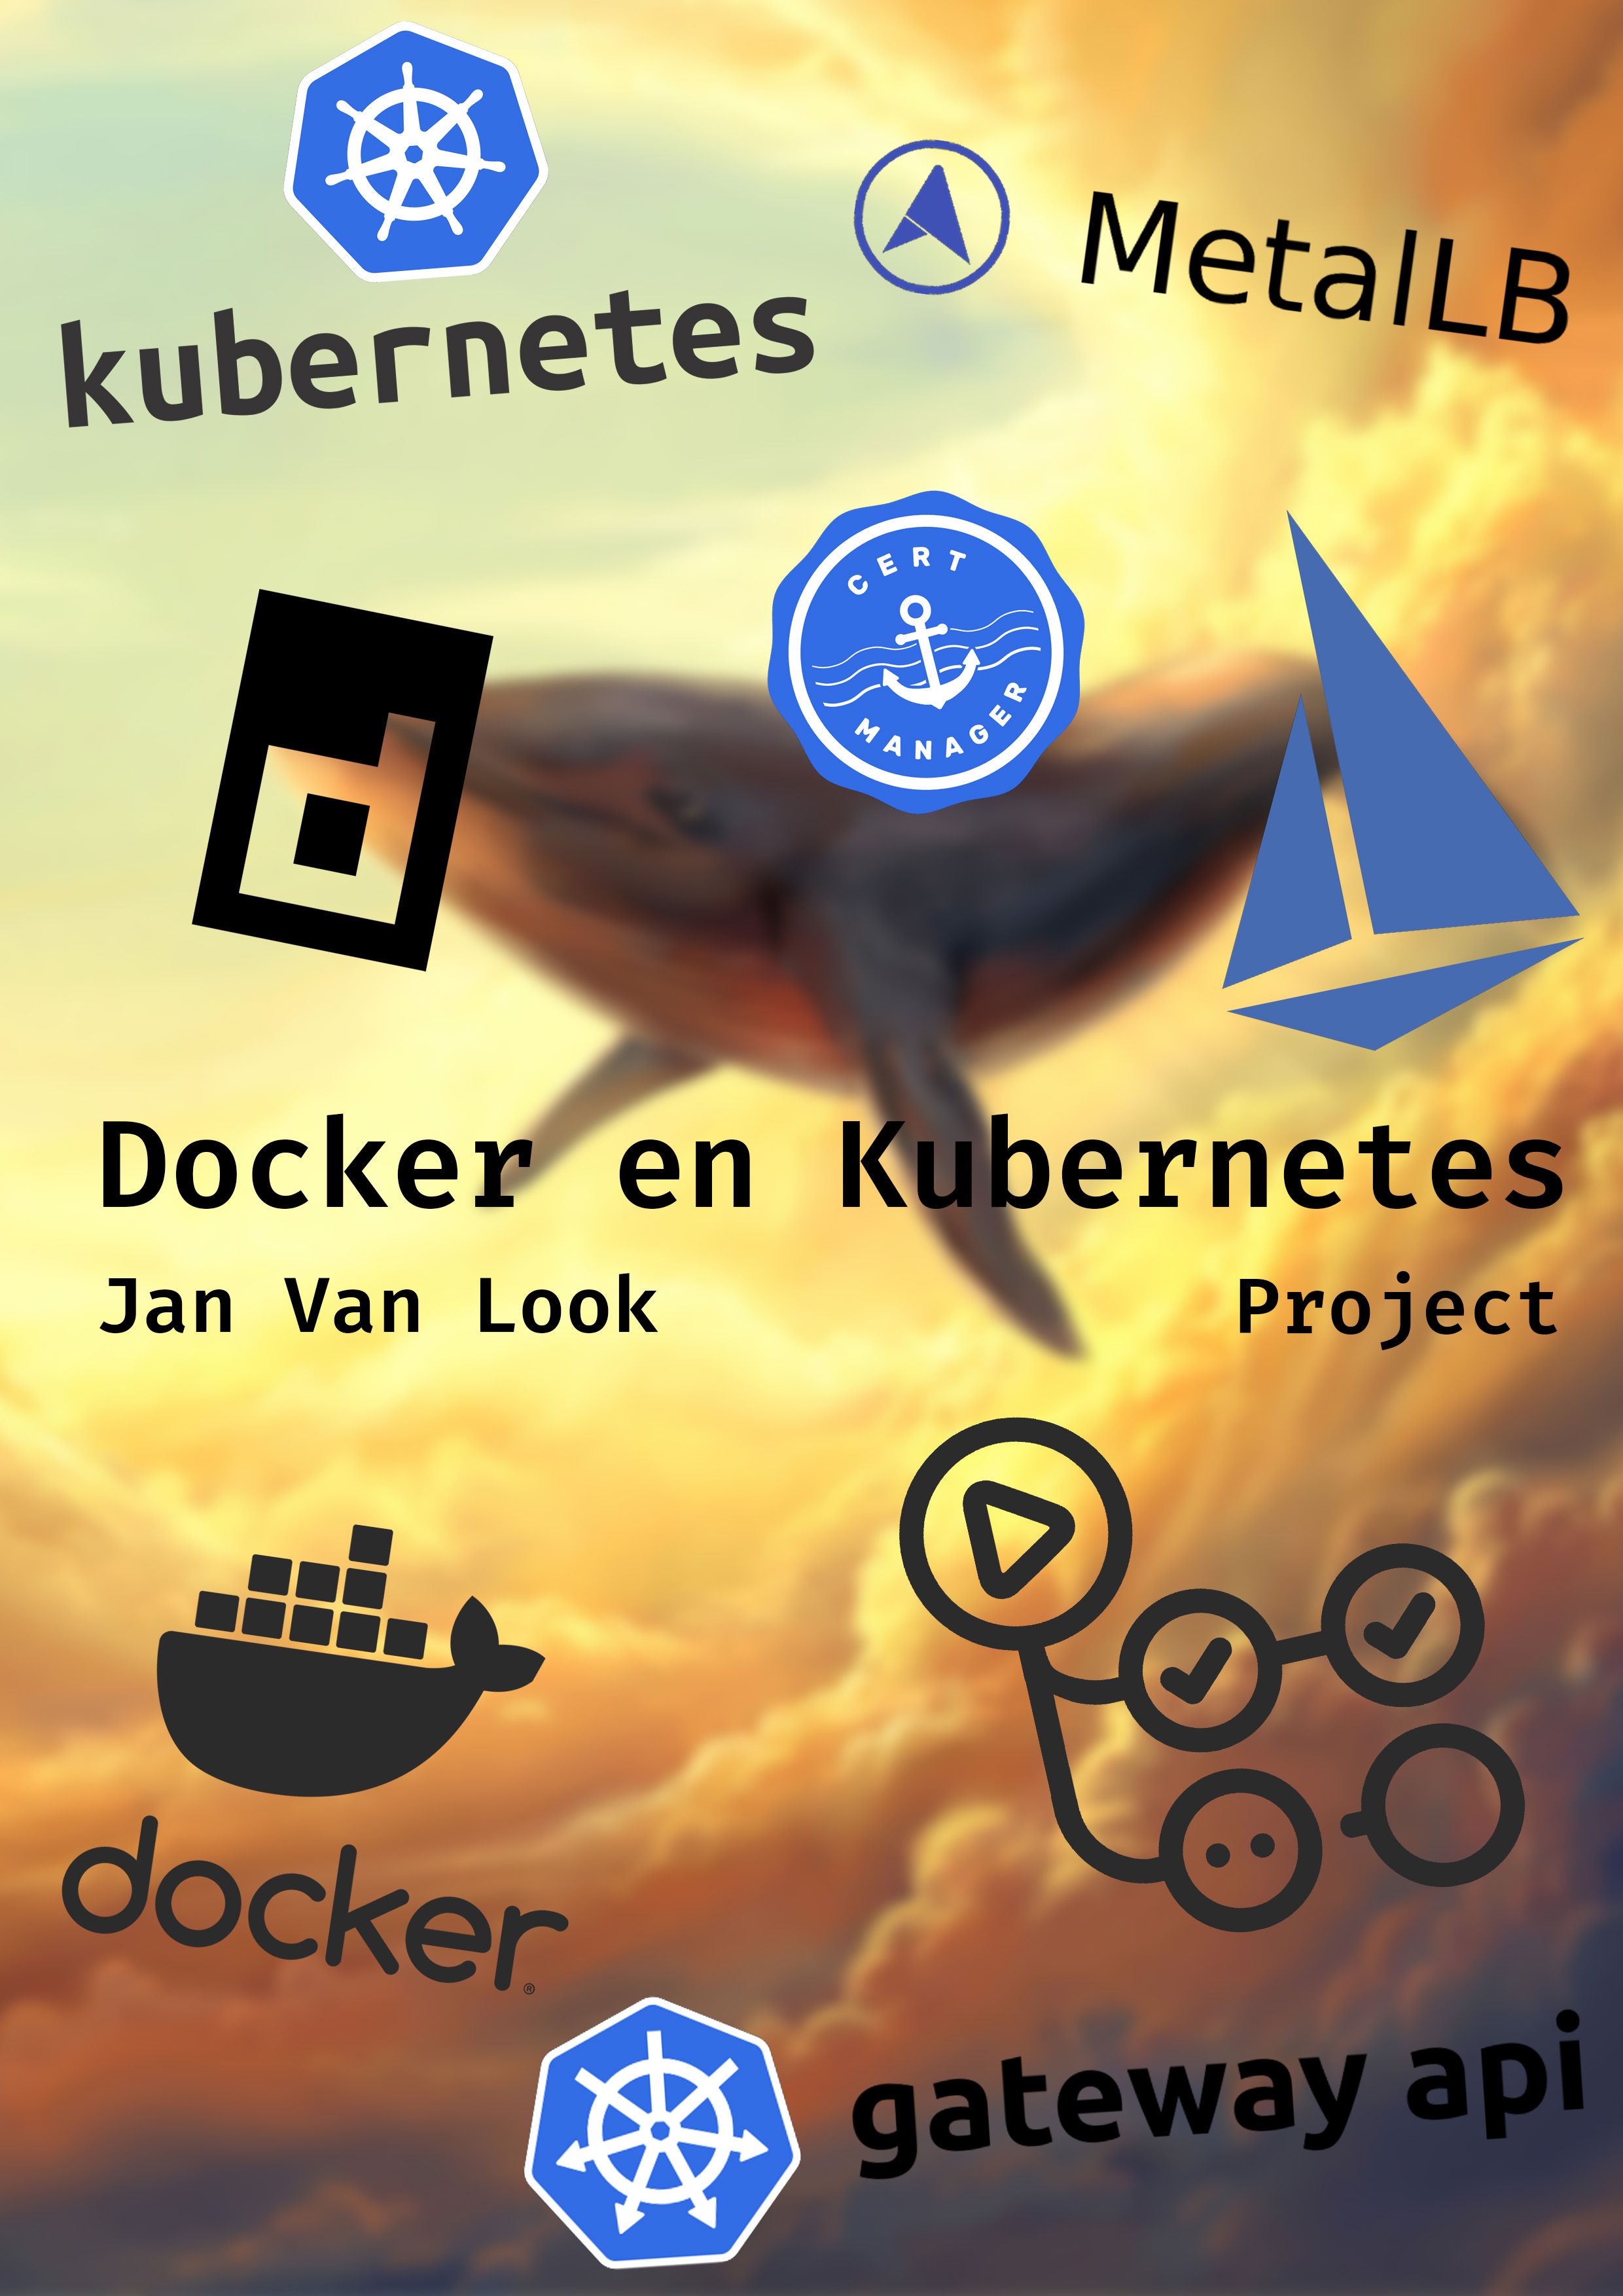 kubernetes
MetalLB
CERT
MANAGER
Docker en Kubernetes
Jan Van Look
Project
docker®
gateway api